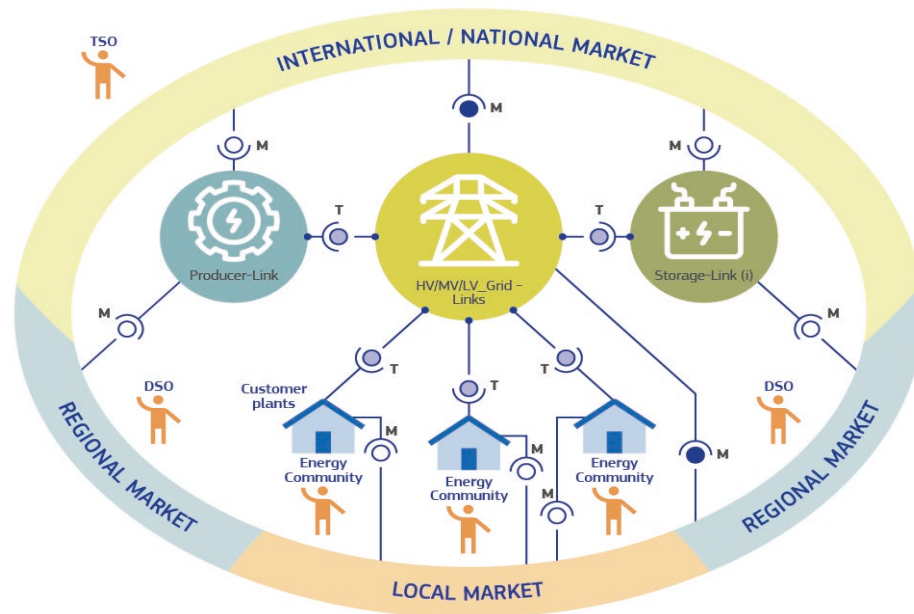 TSO
INTERNATIONAL / NATIONAL MARKET
M
M
M
T
T
Producer-Link
HV/MV/LV_Grid –
Links
Storage-Link (i)
M
M
T
T
T
DSO
DSO
Customer
plants
M
M
M
M
Energy
Community
Energy
Community
Energy
Community
REGIONAL MARKET
REGIONAL MARKET
LOCAL MARKET